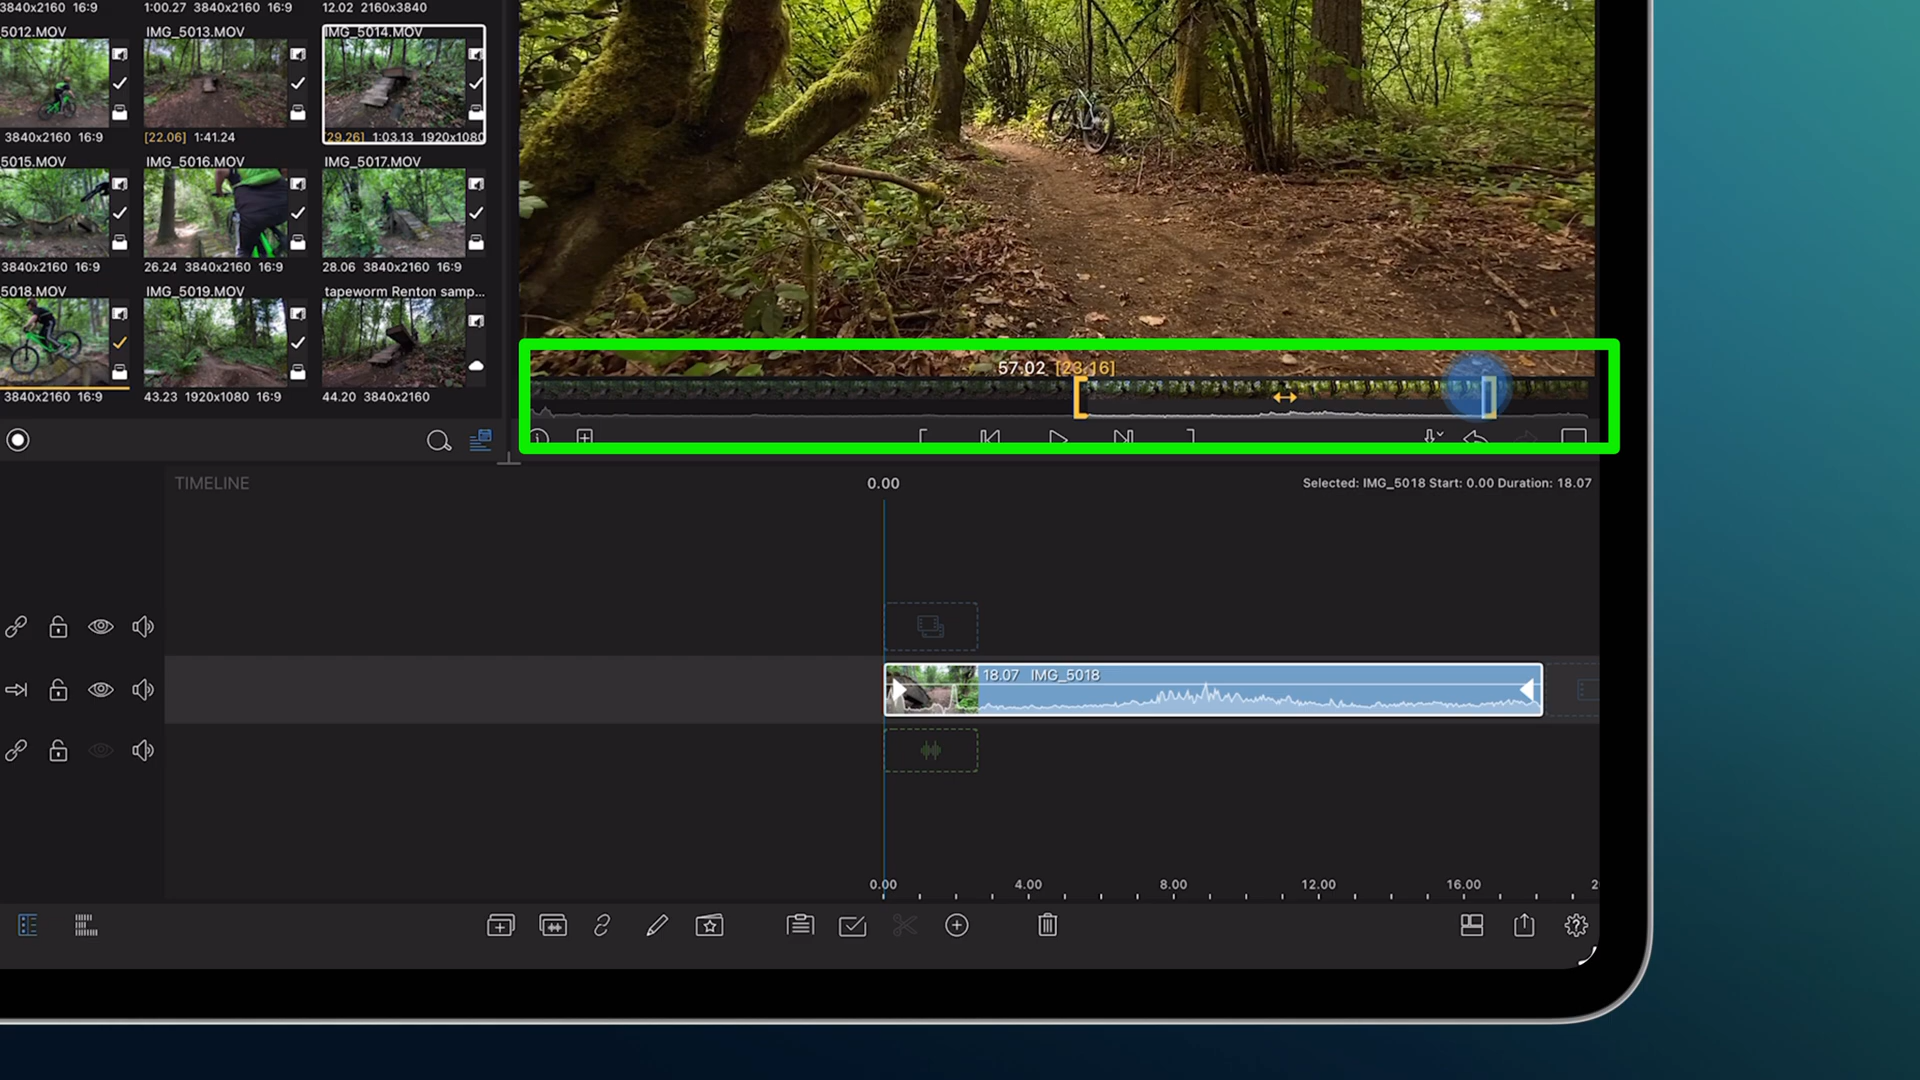 3840x2160 16:9 1:00.27 3840x2160 16:9 12.02 2160x3840
5012.MOV IMG_5013.MOV IMG_5014.MOV
3840x2160 16:9 [22.06] 1:41.24 [29.26] 1:03.13 1920x1080
5015.MOV IMG_5016.MOV IMG_5017.MOV
3840x2160 16:9 26.24 3840x2160 16:9 28.06 3840x2160 16:9
5018.MOV IMG_5019.MOV tapeworm Renton samp...
3840x2160 16:9 43.23 1920x1080 16:9 44.20 3840x2160
57.02 [23.16]
TIMELINE 0.00 Selected: IMG_5018 Start: 0.00 Duration: 18.07
18.07 IMG_5018
0.00 4.00 8.00 12.00 16.00 2